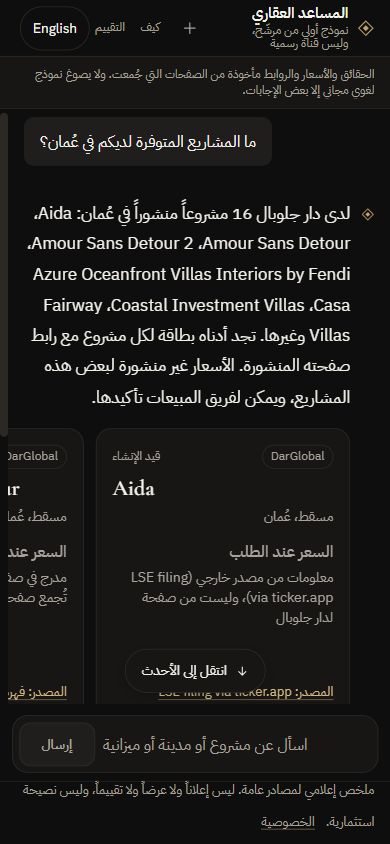 المساعد العقاري
نموذج أولي من مرشّح،
وليس قناة رسمية
كيف
التقييم
English
الحقائق والأسعار والروابط مأخوذة من الصفحات التي جُمعت. ولا يصوغ نموذج
لغوي مجاني إلا بعض الإجابات.
ما المشاريع المتوفرة لديكم في عُمان؟
لدى دار جلوبال 16 مشروعاً منشوراً في عُمان: Aida،
Amour Sans Detour، Amour Sans Detour 2،
Azure Oceanfront Villas Interiors by Fendi
Casa، Coastal Investment Villas، Fairway
Villas وغيرها. تجد أدناه بطاقة لكل مشروع مع رابط
صفحته المنشورة. الأسعار غير منشورة لبعض هذه
المشاريع، ويمكن لفريق المبيعات تأكيدها.
DarGlobal
قيد الإنشاء
Aida
مسقط، عُمان
السعر عند الطلب
معلومات من مصدر خارجي (LSE filing
via ticker.app)، وليست من صفحة
لدار جلوبال
المصدر: LSE filing via ticker.app
مسقط،
السعر عند
مدرج في
تُجمع
المصدر:
انتقل إلى الأحدث
اسأل عن مشروع أو مدينة أو ميزانية
إرسال
ملخص إعلامي لمصادر عامة. ليس إعلاناً ولا عرضاً ولا تقييماً، وليس نصيحة
استثمارية. الخصوصية